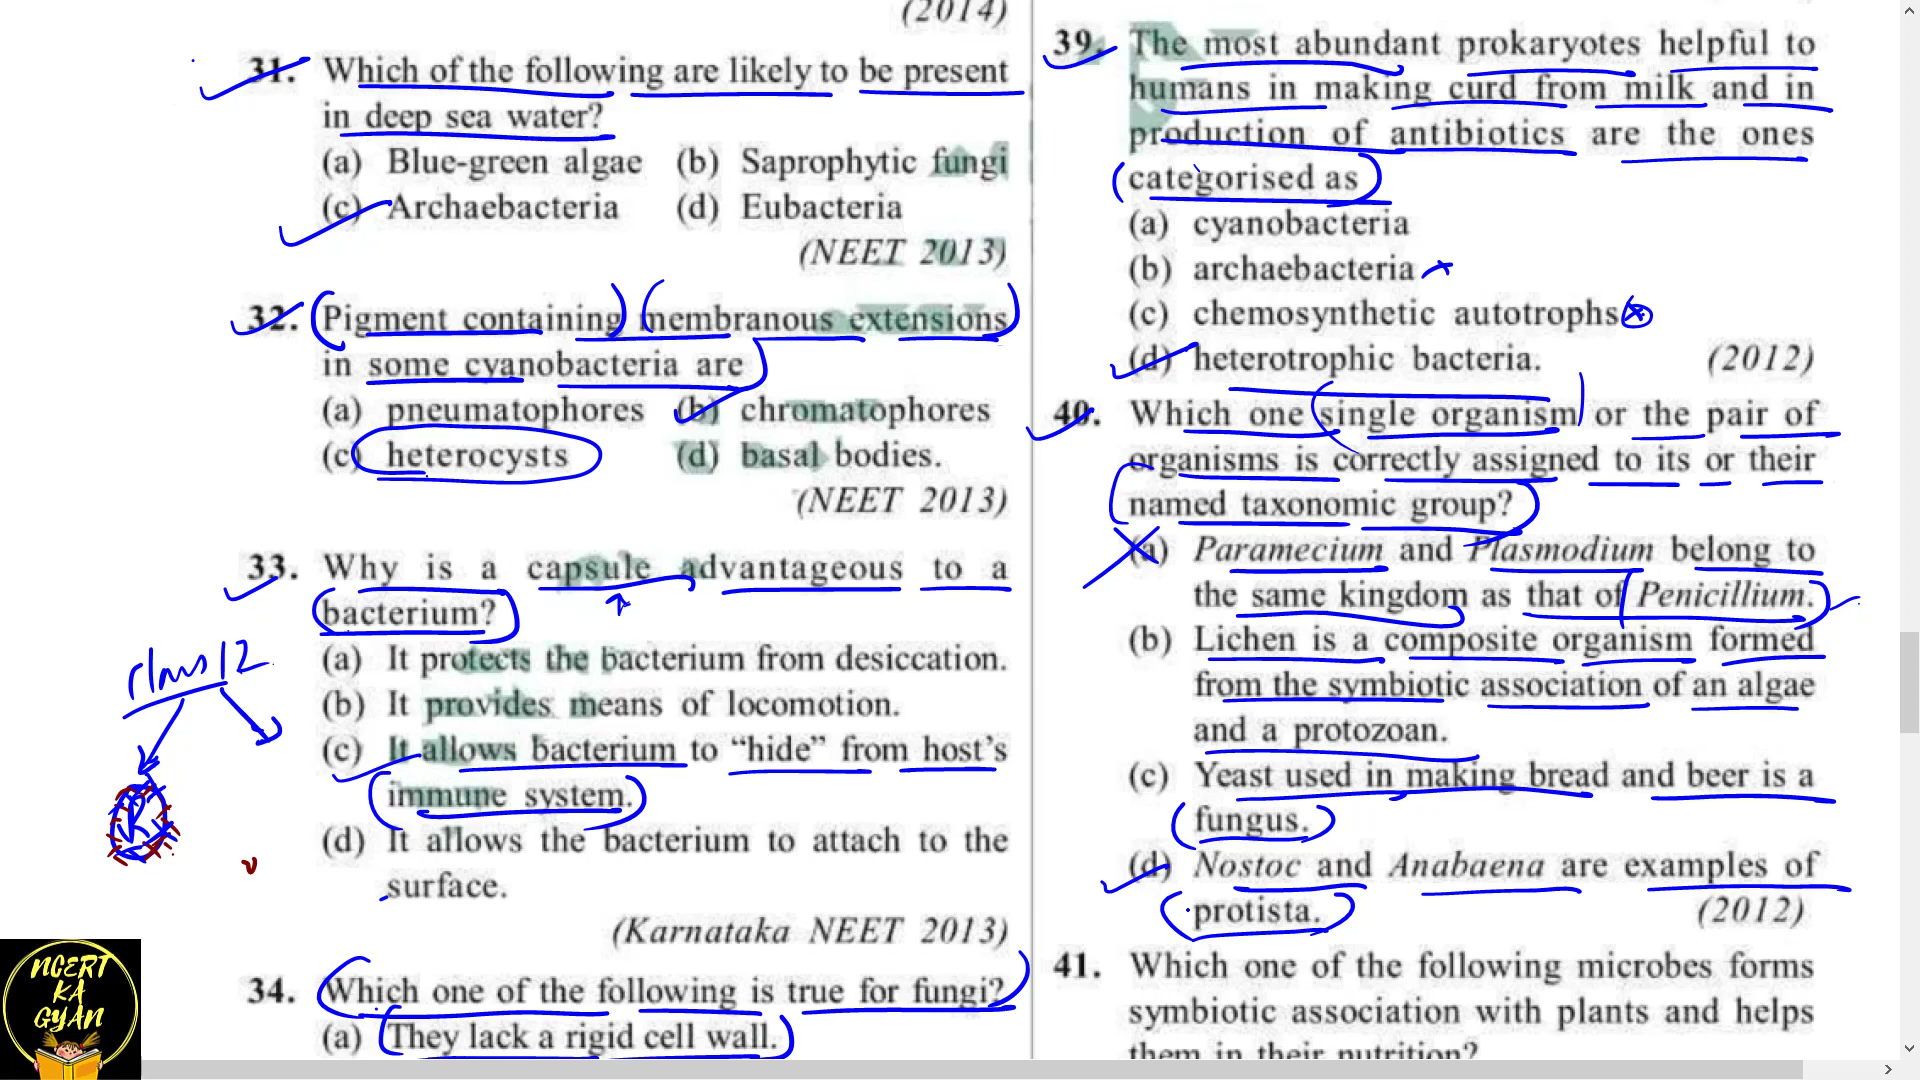 (2014)
31. Which of the following are likely to be present
in deep sea water?
(a) Blue-green algae (b) Saprophytic fungi
(c) Archaebacteria (d) Eubacteria
(NEET 2013)
32. Pigment containing membranous extensions
in some cyanobacteria are
(a) pneumatophores (b) chromatophores
(c) heterocysts (d) basal bodies.
(NEET 2013)
33. Why is a capsule advantageous to a
bacterium?
(a) It protects the bacterium from desiccation.
(b) It provides means of locomotion.
(c) It allows bacterium to “hide” from host’s
immune system.
(d) It allows the bacterium to attach to the
surface.
(Karnataka NEET 2013)
34. Which one of the following is true for fungi?
(a) They lack a rigid cell wall.
class 12
R
NCERT
KA
GYAN
39. The most abundant prokaryotes helpful to
humans in making curd from milk and in
production of antibiotics are the ones
categorised as
(a) cyanobacteria
(b) archaebacteria
(c) chemosynthetic autotrophs
(d) heterotrophic bacteria. (2012)
40. Which one single organism or the pair of
organisms is correctly assigned to its or their
named taxonomic group?
(a) Paramecium and Plasmodium belong to
the same kingdom as that of Penicillium.
(b) Lichen is a composite organism formed
from the symbiotic association of an algae
and a protozoan.
(c) Yeast used in making bread and beer is a
fungus.
(d) Nostoc and Anabaena are examples of
protista. (2012)
41. Which one of the following microbes forms
symbiotic association with plants and helps
them in their nutrition?